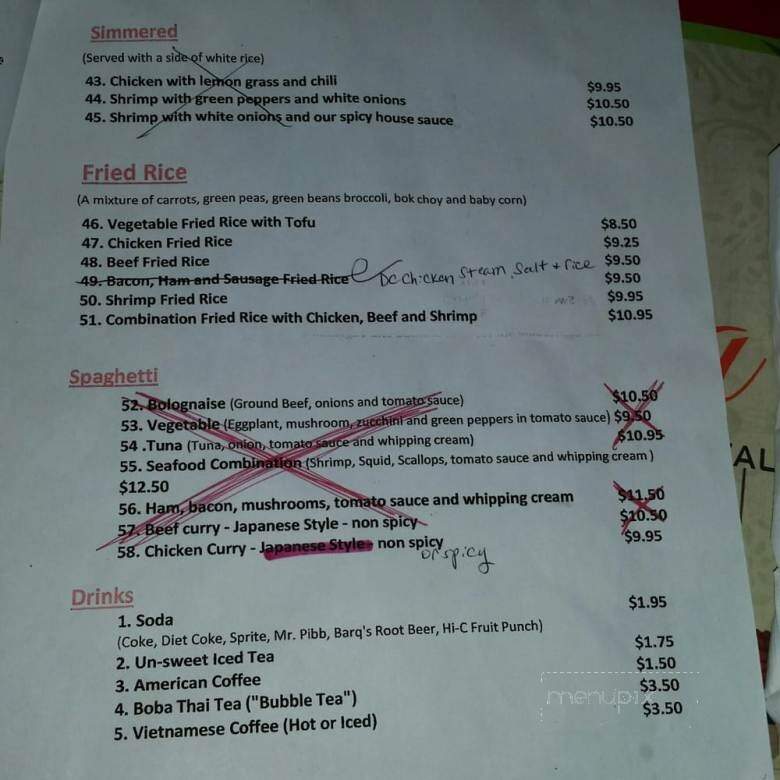 Simmered
(Served with a side of white rice)
43. Chicken with lemon grass and chili $9.95
44. Shrimp with green peppers and white onions $10.50
45. Shrimp with white onions and our spicy house sauce $10.50
Fried Rice
(A mixture of carrots, green peas, green beans broccoli, bok choy and baby corn)
46. Vegetable Fried Rice with Tofu $8.50
47. Chicken Fried Rice $9.25
48. Beef Fried Rice $9.50
49. Bacon, Ham and Sausage Fried Rice Chicken Steam, Salt + rice $9.50
50. Shrimp Fried Rice $9.95
51. Combination Fried Rice with Chicken, Beef and Shrimp $10.95
Spaghetti
52. Bolognaise (Ground Beef, onions and tomato sauce) $10.50
53. Vegetable (Eggplant, mushroom, zucchini and green peppers in tomato sauce) $9.50
54 .Tuna (Tuna, onion, tomato sauce and whipping cream) $10.95
55. Seafood Combination (Shrimp, Squid, Scallops, tomato sauce and whipping cream )
$12.50
56. Ham, bacon, mushrooms, tomato sauce and whipping cream $11.50
57. Beef curry - Japanese Style - non spicy $10.50
58. Chicken Curry - Japanese Style - non spicy $9.95
or spicy
Drinks
1. Soda $1.95
(Coke, Diet Coke, Sprite, Mr. Pibb, Barq's Root Beer, Hi-C Fruit Punch)
2. Un-sweet Iced Tea $1.75
3. American Coffee $1.50
4. Boba Thai Tea ("Bubble Tea") $3.50
5. Vietnamese Coffee (Hot or Iced) $3.50
menupix
AL